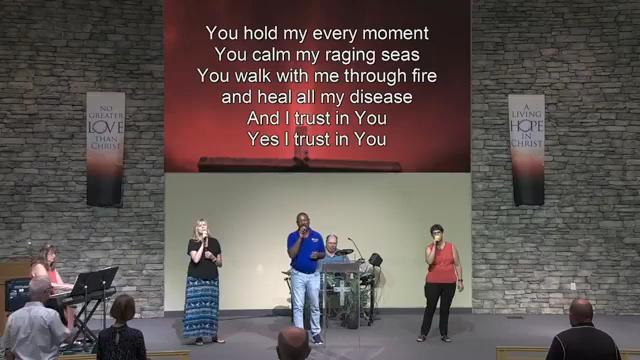 You hold my every moment
You calm my raging seas
You walk with me through fire
and heal all my disease
And I trust in You
Yes I trust in You
NO
GREATER
LOVE
THAN
CHRIST
A
LIVING
HOPE
IN
CHRIST